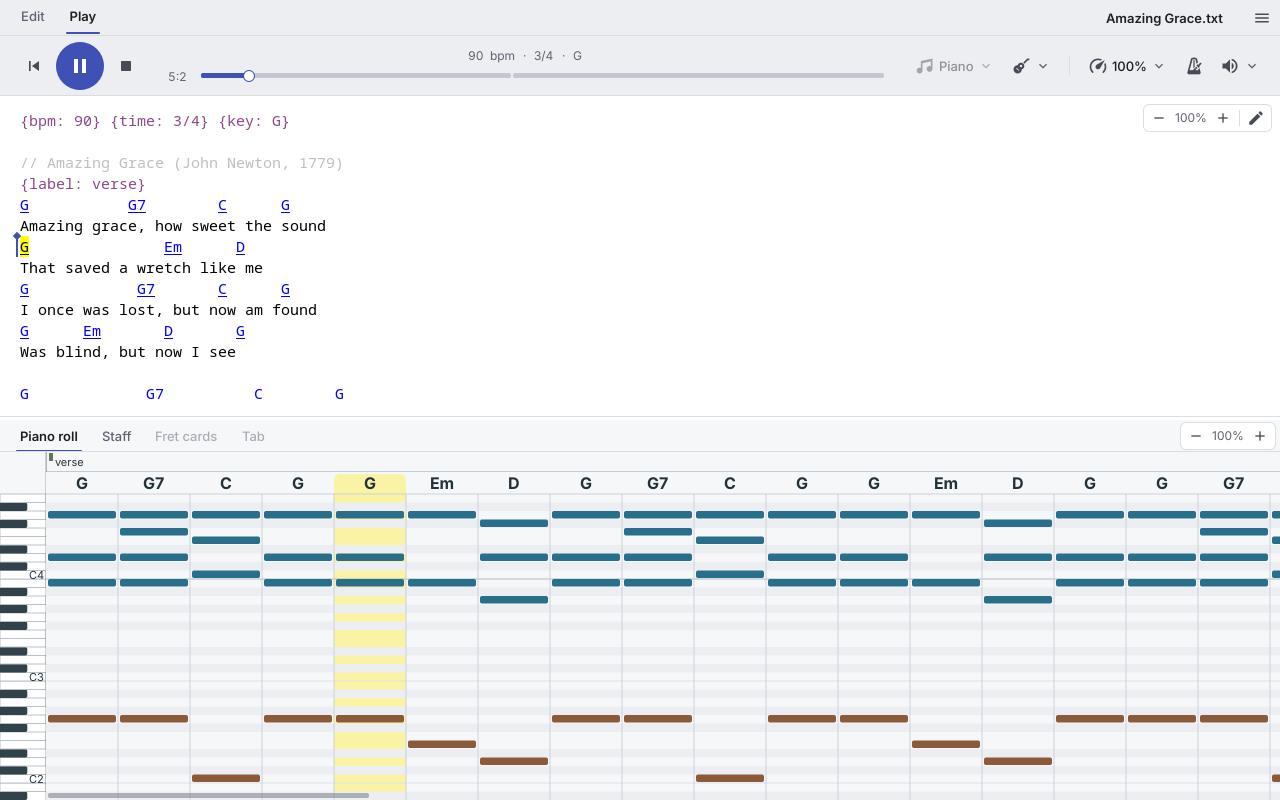 Edit Play Amazing Grace.txt
90 bpm · 3/4 · G
5:2 Piano 100%
{bpm: 90} {time: 3/4} {key: G}
100%
// Amazing Grace (John Newton, 1779)
{label: verse}
G G7 C G
Amazing grace, how sweet the sound
G Em D
That saved a wretch like me
G G7 C G
I once was lost, but now am found
G Em D G
Was blind, but now I see
G G7 C G
Piano roll Staff Fret cards Tab 100%
verse
G G7 C G G Em D G G7 C G G Em D G G G7
C4
C3
C2